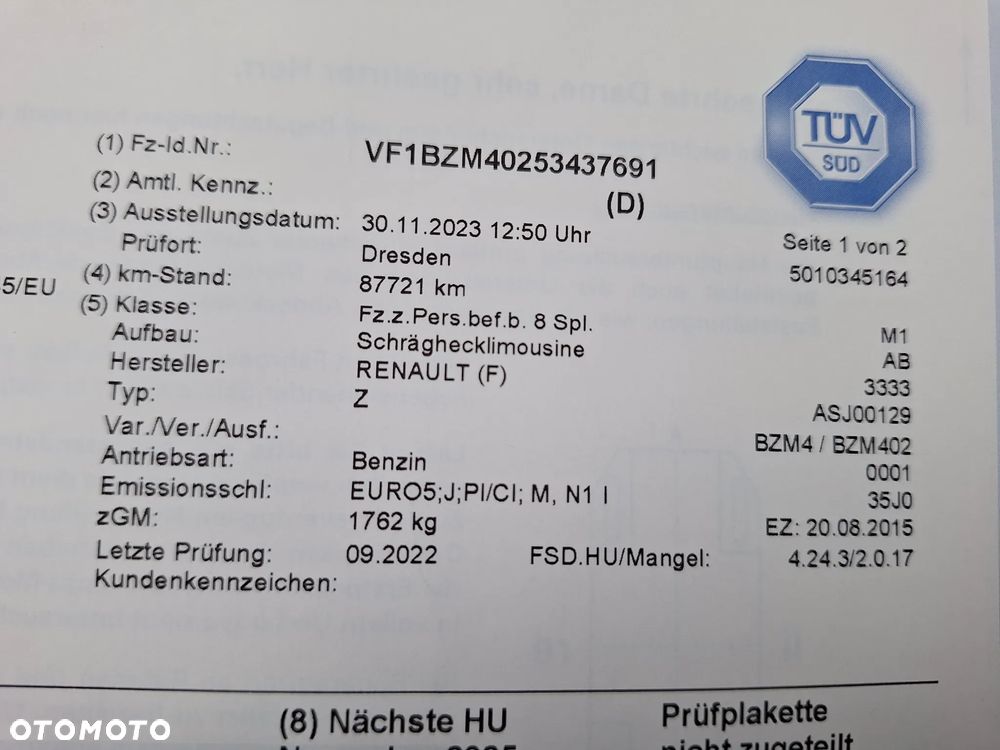 TÜV
SÜD
(1) Fz-Id.Nr.: VF1BZM40253437691
(2) Amtl. Kennz.: (D)
(3) Ausstellungsdatum: 30.11.2023 12:50 Uhr Seite 1 von 2
Prüfort: Dresden 5010345164
5/EU (4) km-Stand: 87721 km
(5) Klasse: Fz.z.Pers.bef.b. 8 Spl. M1
Aufbau: Schräghecklimousine AB
Hersteller: RENAULT (F) 3333
Typ: Z ASJ00129
Var./Ver./Ausf.: BZM4 / BZM402
Antriebsart: Benzin 0001
Emissionsschl: EURO5;J;PI/CI; M, N1 I 35J0
zGM: 1762 kg EZ: 20.08.2015
Letzte Prüfung: 09.2022 FSD.HU/Mangel: 4.24.3/2.0.17
Kundenkennzeichen:
(8) Nächste HU Prüfplakette
nicht zugeteilt
OTOMOTO